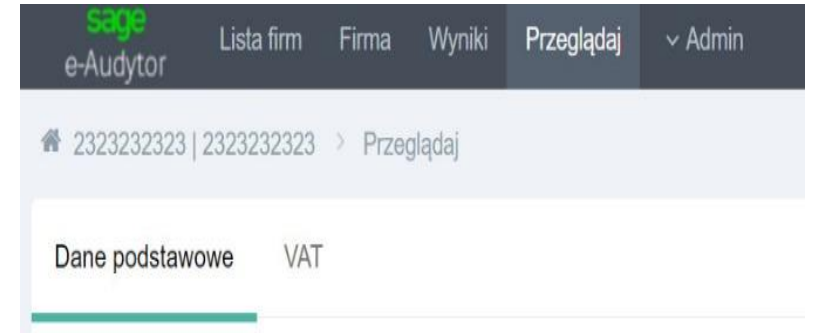 sage
e-Audytor
Lista firm Firma Wyniki Przeglądaj Admin
2323232323 | 2323232323 > Przeglądaj
Dane podstawowe VAT